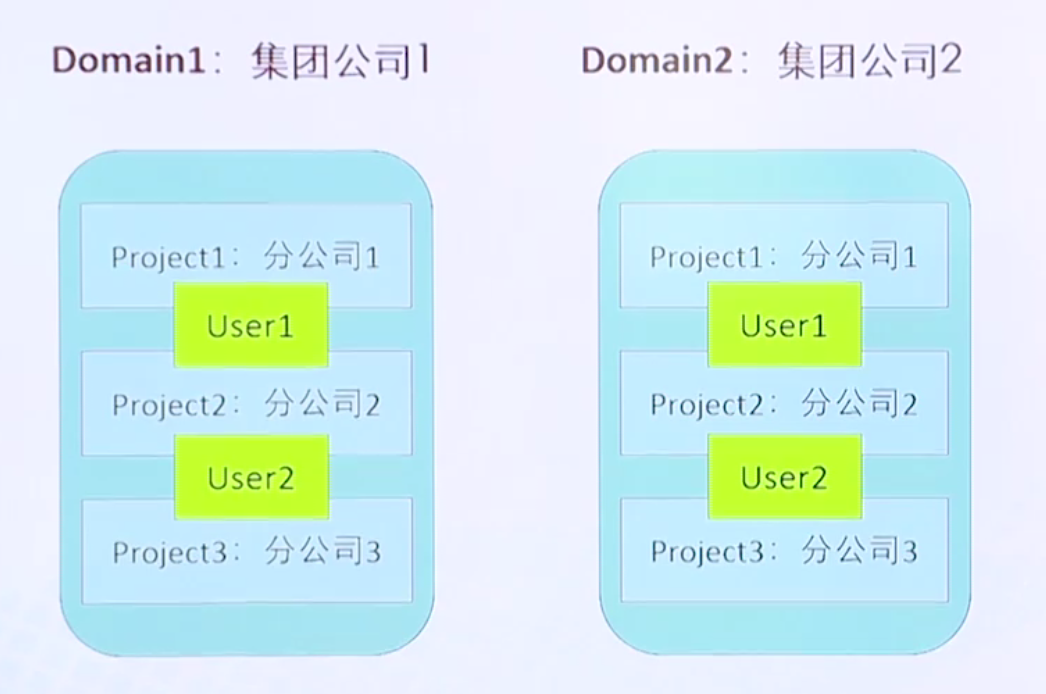 Domain1：集团公司1
Project1：分公司1
User1
Project2：分公司2
User2
Project3：分公司3
Domain2：集团公司2
Project1：分公司1
User1
Project2：分公司2
User2
Project3：分公司3